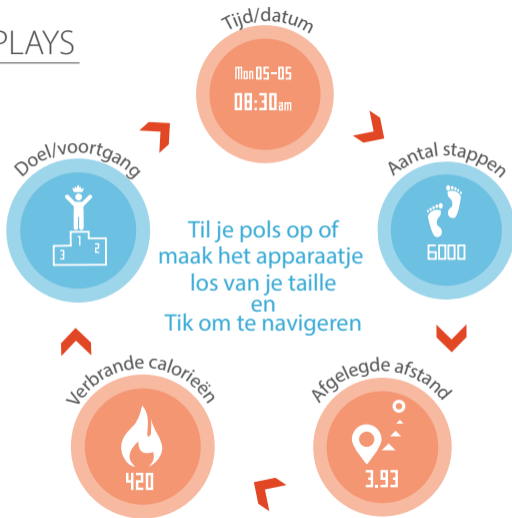 PLAYS
Tijd/datum
Mon 05-05
08:30am
Aantal stappen
6000
Afgelegde afstand
3.93
Verbrande calorieën
420
Doel/voortgang
1
2
3
Til je pols op of
maak het apparaatje
los van je taille
en
Tik om te navigeren